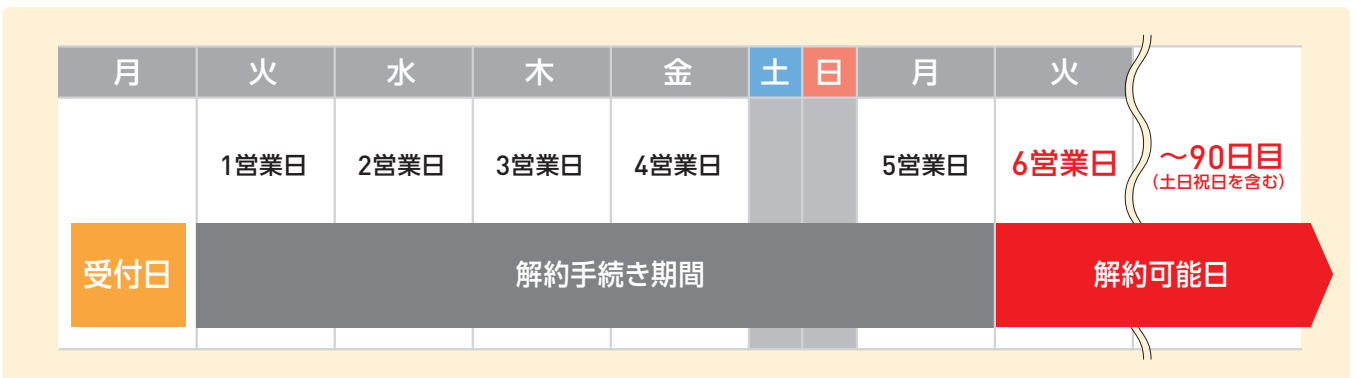 月 火 水 木 金 土 日 月 火
1営業日 2営業日 3営業日 4営業日 5営業日 6営業日 〜90日目
(土日祝日を含む)
受付日 解約手続き期間 解約可能日